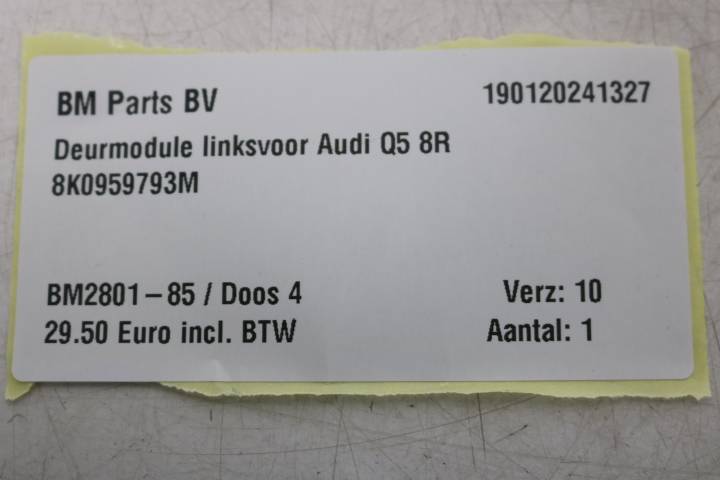 BM Parts BV 190120241327
Deurmodule linksvoor Audi Q5 8R
8K0959793M
BM2801-85 / Doos 4 Verz: 10
29.50 Euro incl. BTW Aantal: 1